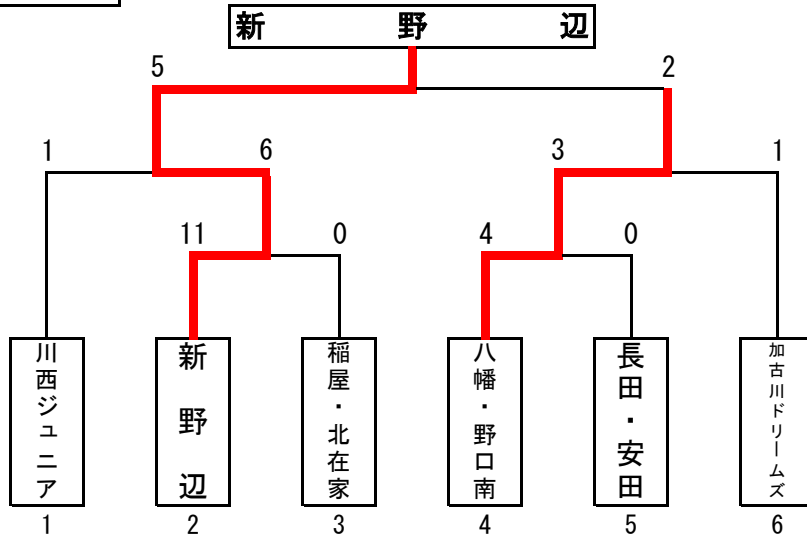 新野辺
5 2
1 6 3 1
11 0 4 0
川西ジュニア
新野辺
稲屋・北在家
八幡・野口南
長田・安田
加古川ドリームズ
1 2 3 4 5 6